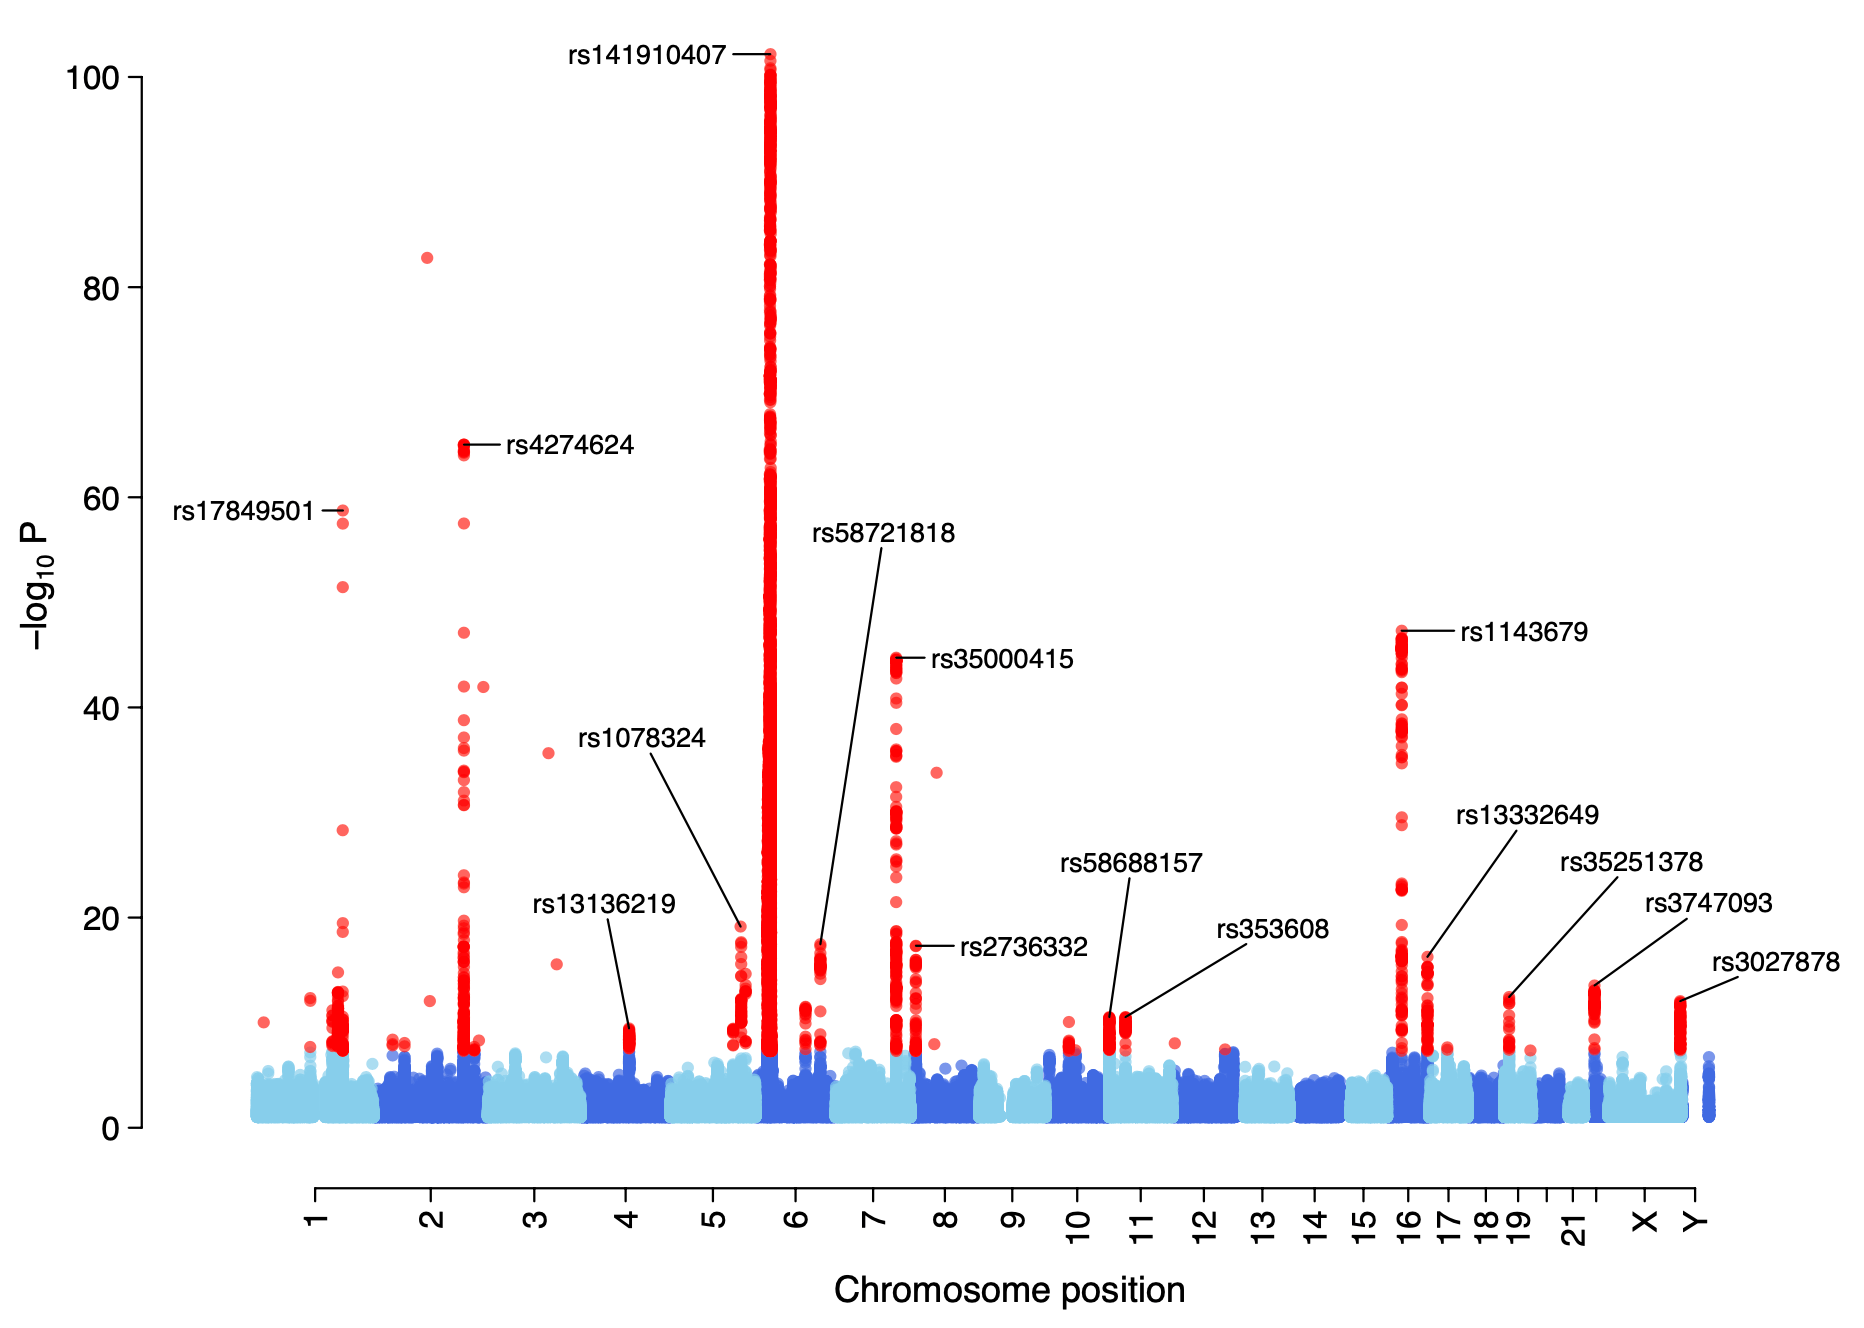 rs141910407
100
80
rs4274624
60
rs17849501
rs58721818
rs1143679
rs35000415
40
rs1078324
rs13332649
rs58688157
rs35251378
rs13136219
rs3747093
20
rs353608
rs2736332
rs3027878
0
−log10 P
1 2 3 4 5 6 7 8 9 10 11 12 13 14 15 16 17 18 19 21 X Y
Chromosome position